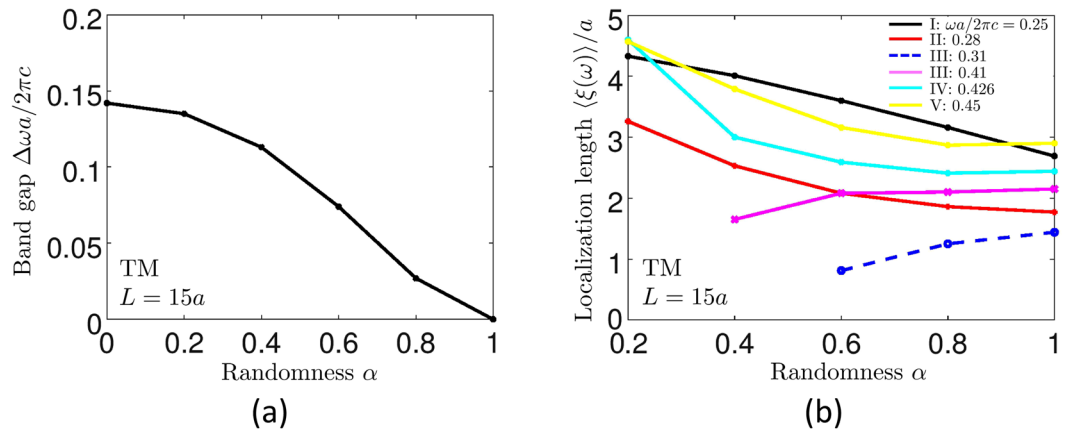 0.2
0.15
0.1
0.05
0
Band gap Δωa/2πc
TM
L = 15a
0 0.2 0.4 0.6 0.8 1
Randomness α
(a)
5
4
3
2
1
0
Localization length ⟨ξ(ω)⟩/a
I: ωa/2πc = 0.25
II: 0.28
III: 0.31
III: 0.41
IV: 0.426
V: 0.45
TM
L = 15a
0.2 0.4 0.6 0.8 1
Randomness α
(b)